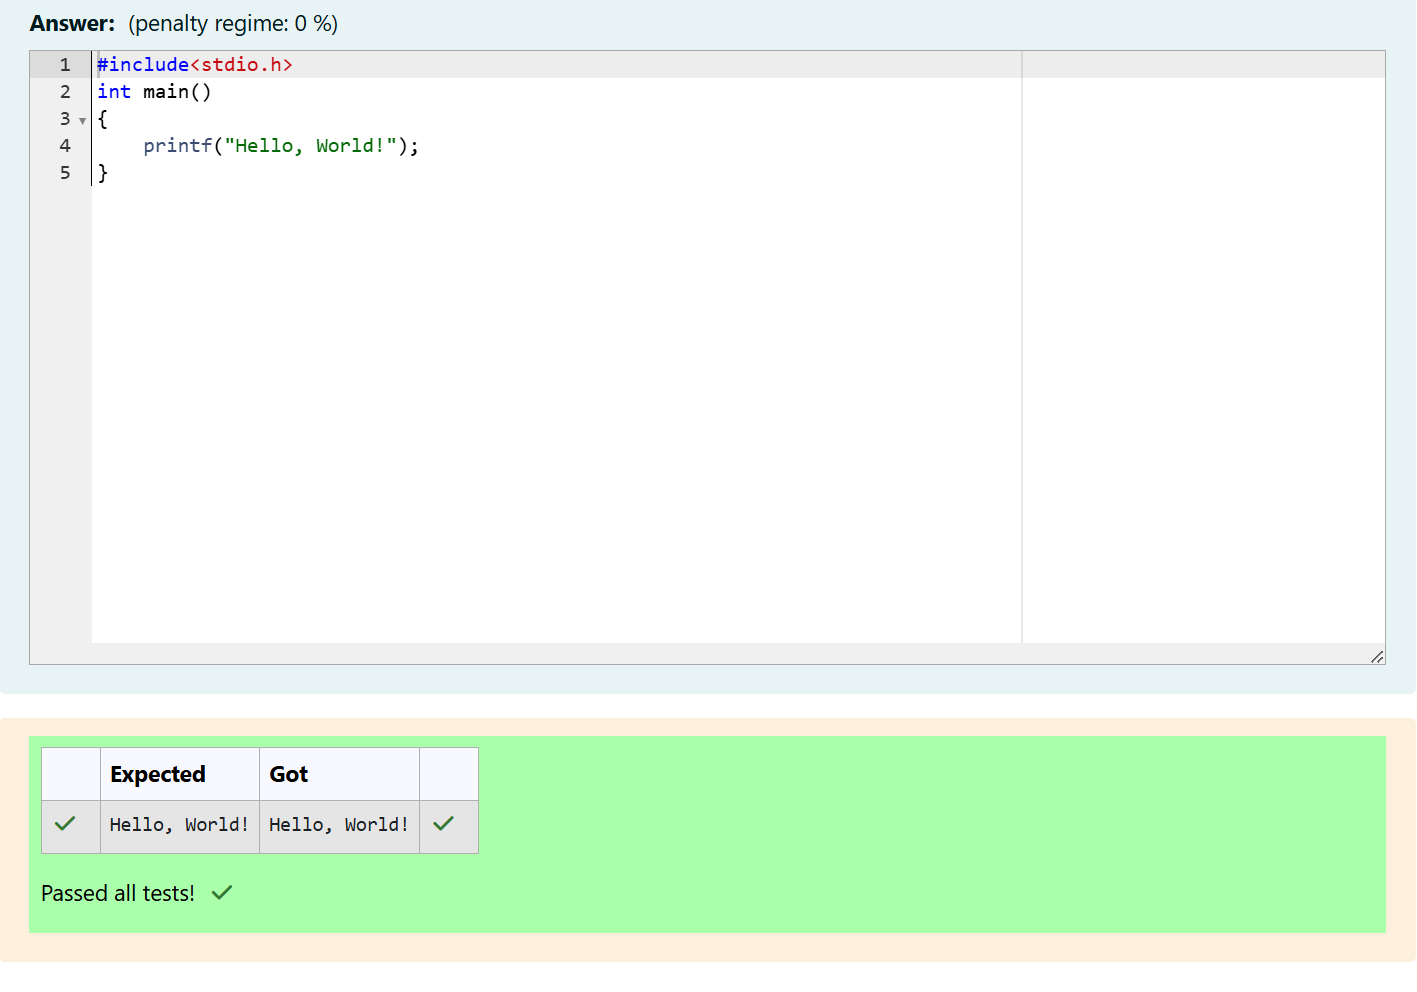 Answer: (penalty regime: 0 %)
1 #include<stdio.h>
2 int main()
3 {
4     printf("Hello, World!");
5 }
Expected Got
Hello, World! Hello, World!
Passed all tests!